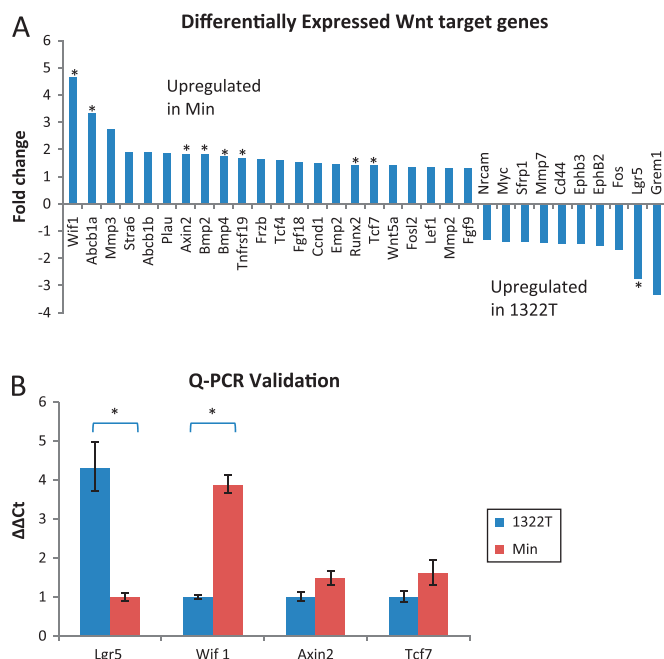 A
Differentially Expressed Wnt target genes
Fold change
6
5
4
3
2
1
0
-1
-2
-3
-4
Upregulated
in Min
*
*
*
*
*
*
*
*
*
Wif1
Abcb1a
Mmp3
Stra6
Abcb1b
Plau
Axin2
Bmp2
Bmp4
Tnfrsf19
Frzb
Tcf4
Fgf18
Ccnd1
Emp2
Runx2
Tcf7
Wnt5a
Fosl2
Lef1
Mmp2
Fgf9
Nrcam
Myc
Sfrp1
Mmp7
Cd44
Ephb3
EphB2
Fos
Lgr5
Grem1
Upregulated
in 1322T
B
Q-PCR Validation
ΔΔCt
6
5
4
3
2
1
0
*
*
1322T
Min
Lgr5
Wif 1
Axin2
Tcf7